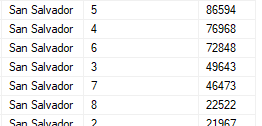 San Salvador 5 86594
San Salvador 4 76968
San Salvador 6 72848
San Salvador 3 49643
San Salvador 7 46473
San Salvador 8 22522
San Salvador 2 21967